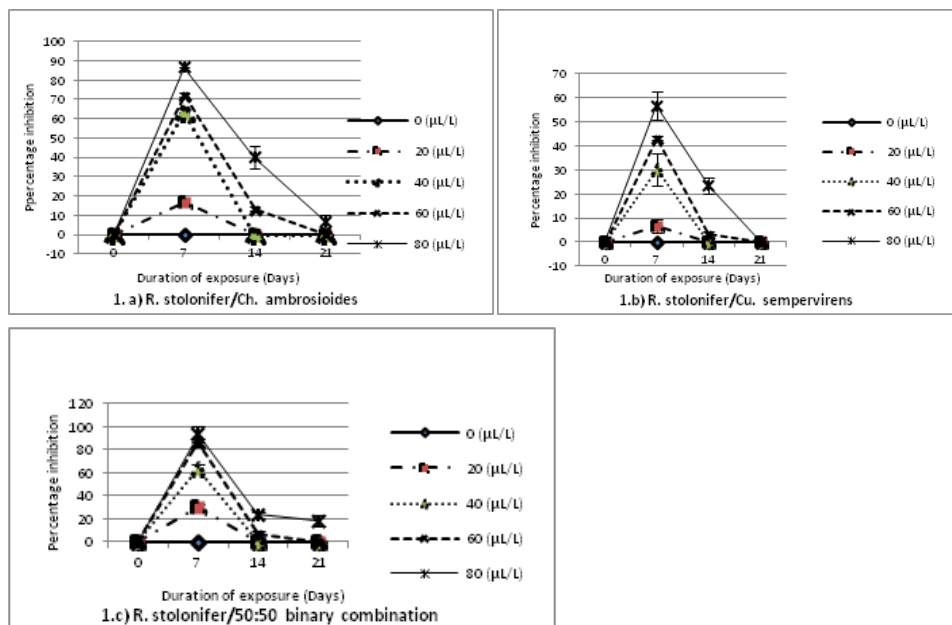 100
90
80
70
60
50
40
30
20
10
0
-10
Ppercentage inhibition
0 7 14 21
Duration of exposure (Days)
0 (µL/L)
20 (µL/L)
40 (µL/L)
60 (µL/L)
80 (µL/L)
1. a) R. stolonifer/Ch. ambrosioides
70
60
50
40
30
20
10
0
-10
Percentage inhibition
0 7 14 21
Duration of exposure (Days)
0 (µL/L)
20 (µL/L)
40 (µL/L)
60 (µL/L)
80 (µL/L)
1.b) R. stolonifer/Cu. sempervirens
120
100
80
60
40
20
0
Percentage inhibition
0 7 14 21
Duration of exposure (Days)
0 (µL/L)
20 (µL/L)
40 (µL/L)
60 (µL/L)
80 (µL/L)
1.c) R. stolonifer/50:50 binary combination